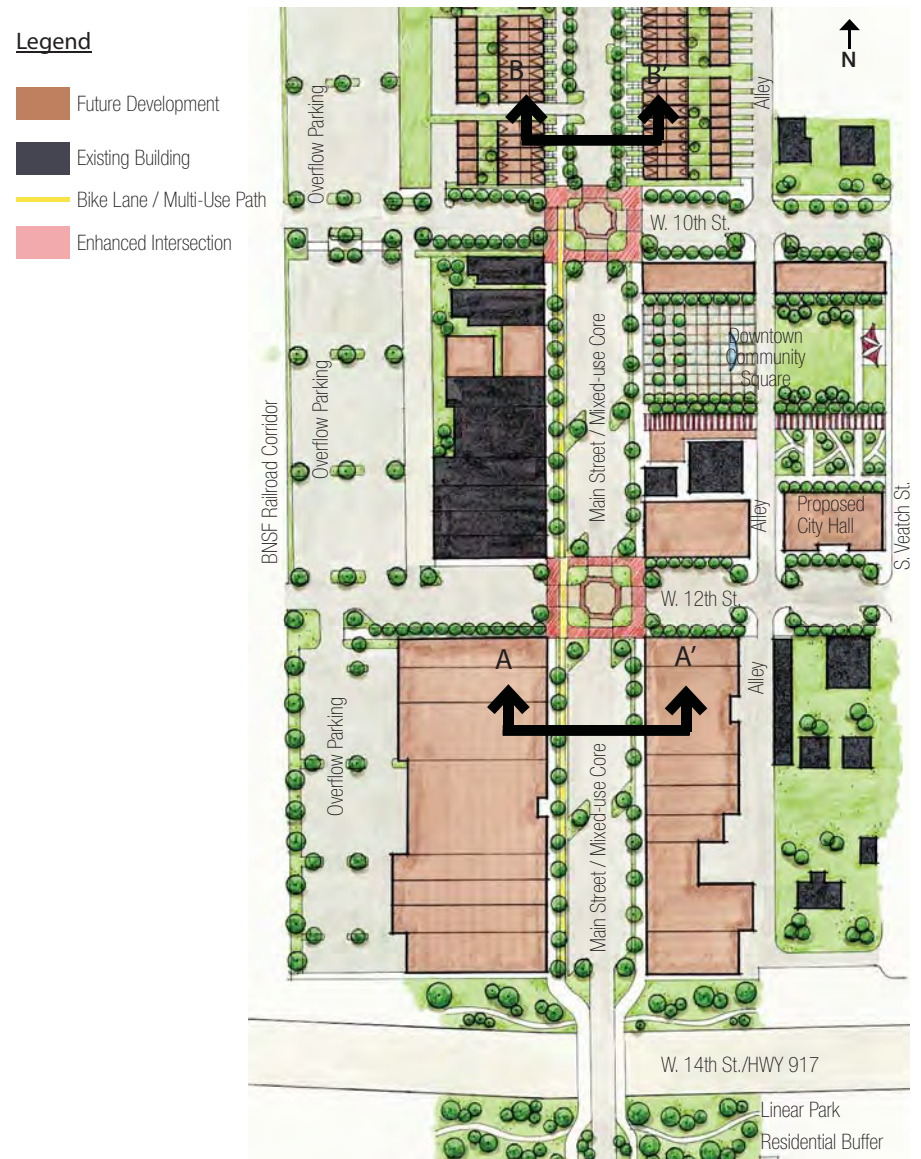 Legend
Future Development
Existing Building
Bike Lane / Multi-Use Path
Enhanced Intersection
N
B
B'
Alley
Overflow Parking
W. 10th St.
Main Street / Mixed-use Core
Downtown
Community
Square
Overflow Parking
BNSF Railroad Corridor
Alley
Proposed
City Hall
S. Veatch St.
W. 12th St.
A
A'
Alley
Overflow Parking
Main Street / Mixed-use Core
W. 14th St./HWY 917
Linear Park
Residential Buffer